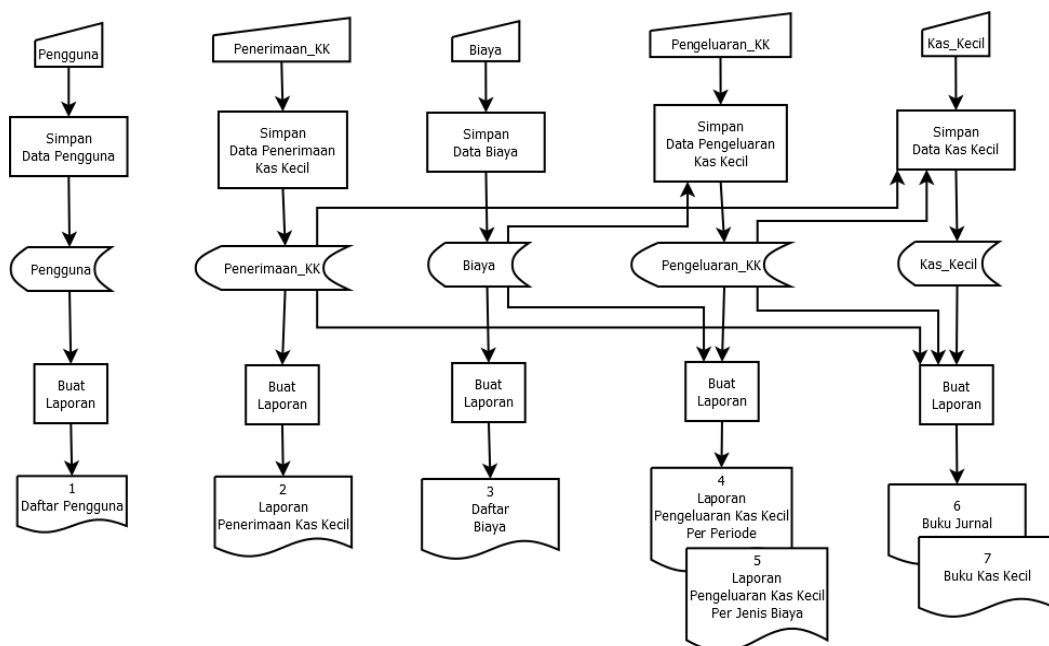 Pengguna
Penerimaan_KK
Biaya
Pengeluaran_KK
Kas_Kecil
Simpan
Data Pengguna
Simpan
Data Penerimaan
Kas Kecil
Simpan
Data Biaya
Simpan
Data Pengeluaran
Kas Kecil
Simpan
Data Kas Kecil
Pengguna
Penerimaan_KK
Biaya
Pengeluaran_KK
Kas_Kecil
Buat
Laporan
Buat
Laporan
Buat
Laporan
Buat
Laporan
Buat
Laporan
1
Daftar Pengguna
2
Laporan
Penerimaan Kas Kecil
3
Daftar
Biaya
4
Laporan
Pengeluaran Kas Kecil
Per Periode
5
Laporan
Pengeluaran Kas Kecil
Per Jenis Biaya
6
Buku Jurnal
7
Buku Kas Kecil